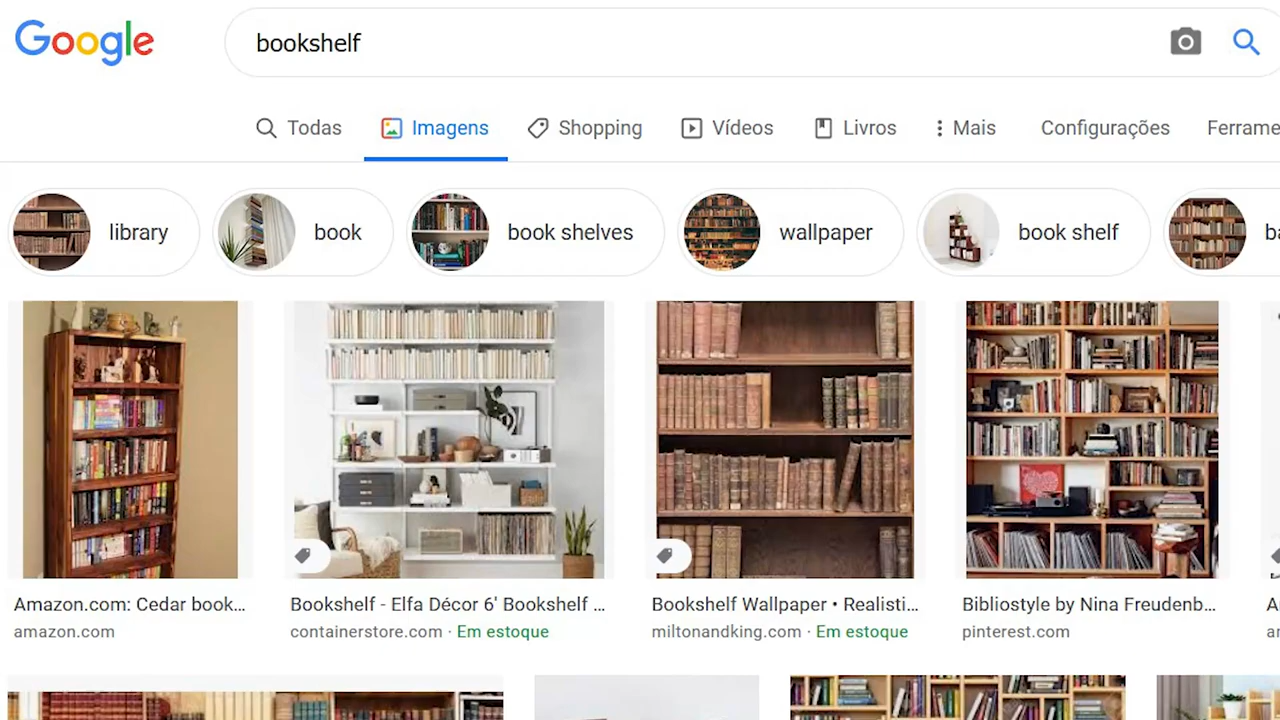 Google
bookshelf
Todas Imagens Shopping Vídeos Livros Mais Configurações
library book book shelves wallpaper book shelf
Amazon.com: Cedar book... Bookshelf - Elfa Décor 6' Bookshelf ... Bookshelf Wallpaper • Realisti... Bibliostyle by Nina Freudenb...
amazon.com containerstore.com · Em estoque miltonandking.com · Em estoque pinterest.com